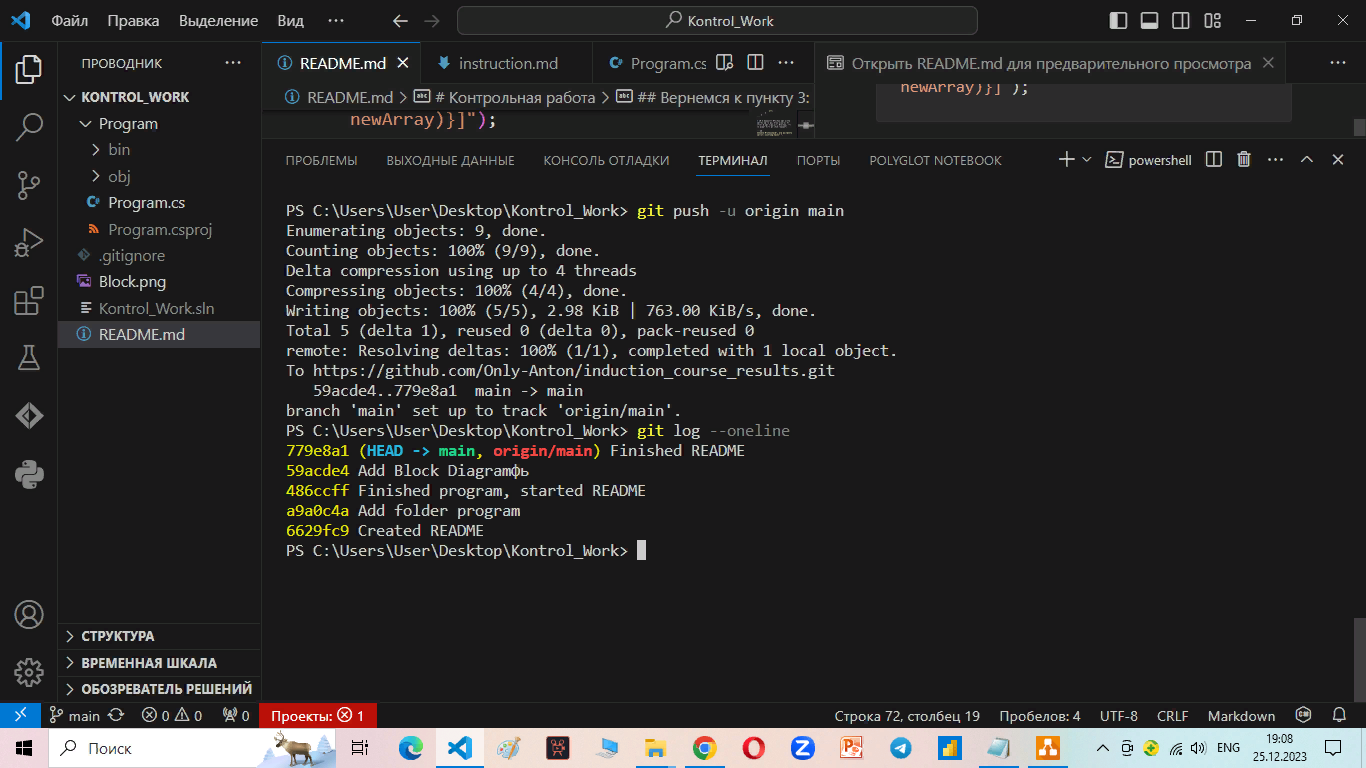 Файл Правка Выделение Вид ··· Kontrol_Work
ПРОВОДНИК ···
README.md instruction.md Program.cs ··· Открыть README.md для предварительного просмотра ···
README.md > # Контрольная работа > ## Вернемся к пункту 3:
newArray)}]");
newArray)}]");
KONTROL_WORK
Program
bin
obj
Program.cs
Program.csproj
.gitignore
Block.png
Kontrol_Work.sln
README.md
СТРУКТУРА
ВРЕМЕННАЯ ШКАЛА
ОБОЗРЕВАТЕЛЬ РЕШЕНИЙ
ПРОБЛЕМЫ ВЫХОДНЫЕ ДАННЫЕ КОНСОЛЬ ОТЛАДКИ ТЕРМИНАЛ ПОРТЫ POLYGLOT NOTEBOOK powershell ···
PS C:\Users\User\Desktop\Kontrol_Work> git push -u origin main
Enumerating objects: 9, done.
Counting objects: 100% (9/9), done.
Delta compression using up to 4 threads
Compressing objects: 100% (4/4), done.
Writing objects: 100% (5/5), 2.98 KiB | 763.00 KiB/s, done.
Total 5 (delta 1), reused 0 (delta 0), pack-reused 0
remote: Resolving deltas: 100% (1/1), completed with 1 local object.
To https://github.com/Only-Anton/induction_course_results.git
59acde4..779e8a1 main -> main
branch 'main' set up to track 'origin/main'.
PS C:\Users\User\Desktop\Kontrol_Work> git log --oneline
779e8a1 (HEAD -> main, origin/main) Finished README
59acde4 Add Block Diagramфь
486ccff Finished program, started README
a9a0c4a Add folder program
6629fc9 Created README
PS C:\Users\User\Desktop\Kontrol_Work>
main 0 0 0 Проекты: 1 Строка 72, столбец 19 Пробелов: 4 UTF-8 CRLF Markdown
Поиск ENG 19:08
25.12.2023